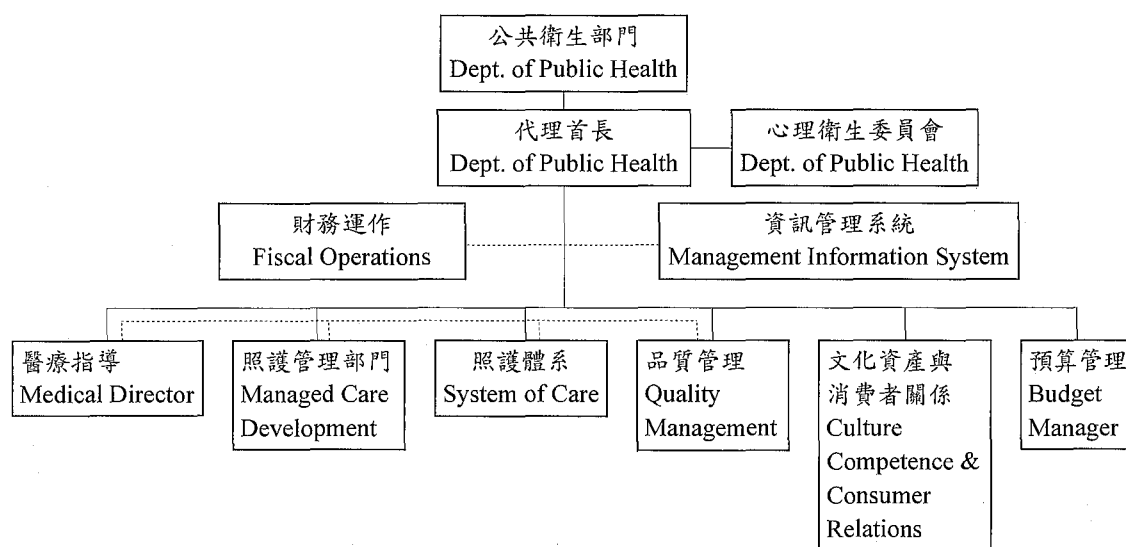 公共衛生部門
Dept. of Public Health
代理首長
Dept. of Public Health
心理衛生委員會
Dept. of Public Health
財務運作
Fiscal Operations
資訊管理系統
Management Information System
醫療指導
Medical Director
照護管理部門
Managed Care
Development
照護體系
System of Care
品質管理
Quality
Management
文化資產與
消費者關係
Culture
Competence &
Consumer
Relations
預算管理
Budget
Manager